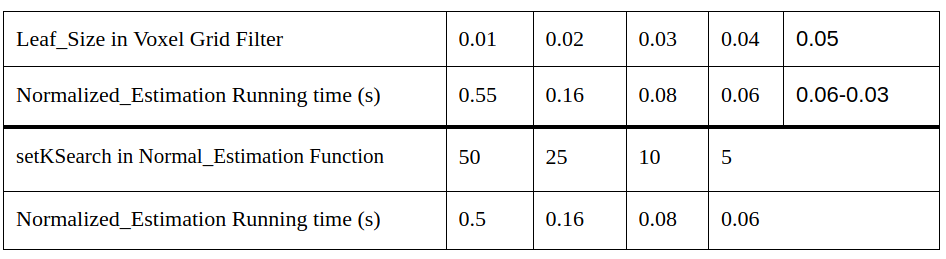 Leaf_Size in Voxel Grid Filter 0.01 0.02 0.03 0.04 0.05
Normalized_Estimation Running time (s) 0.55 0.16 0.08 0.06 0.06-0.03
setKSearch in Normal_Estimation Function 50 25 10 5
Normalized_Estimation Running time (s) 0.5 0.16 0.08 0.06